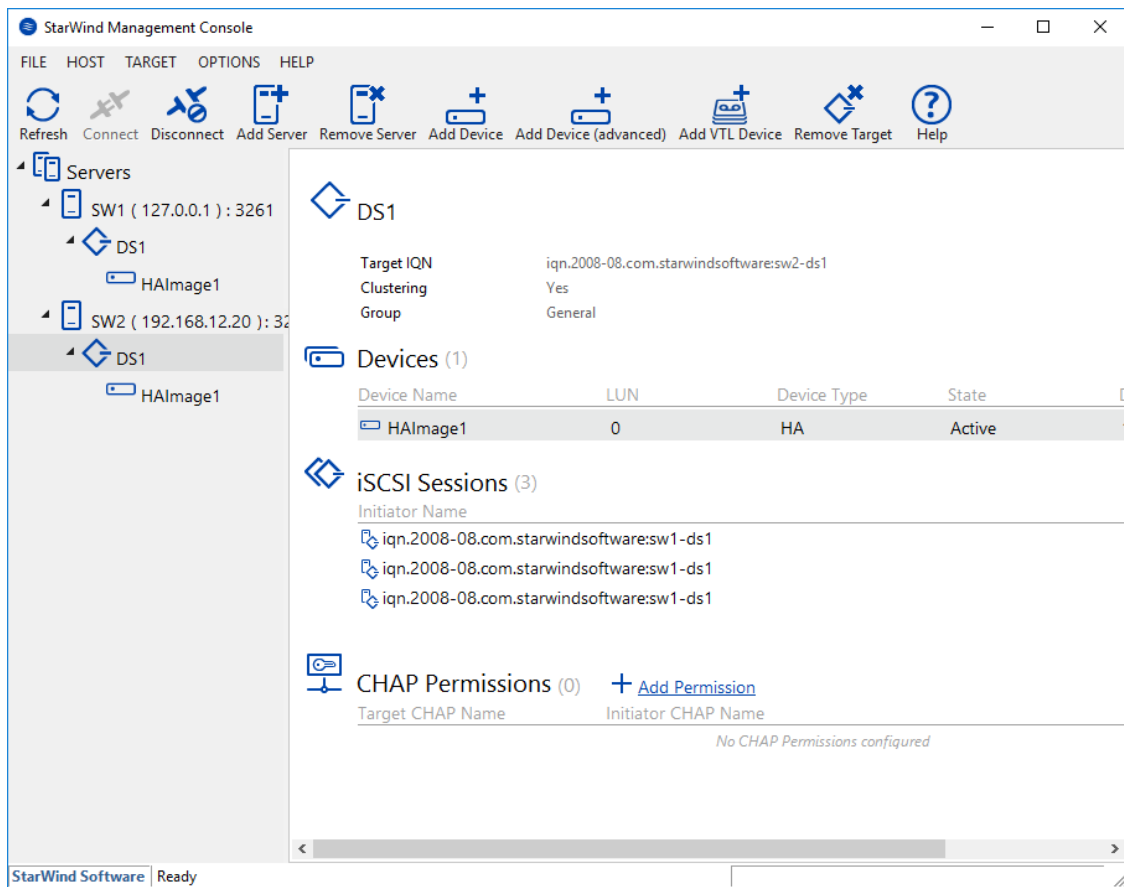 StarWind Management Console
FILE HOST TARGET OPTIONS HELP
Refresh Connect Disconnect Add Server Remove Server Add Device Add Device (advanced) Add VTL Device Remove Target Help
Servers
SW1 ( 127.0.0.1 ) : 3261
DS1
HAImage1
SW2 ( 192.168.12.20 ) : 32
DS1
HAImage1
DS1
Target IQN iqn.2008-08.com.starwindsoftware:sw2-ds1
Clustering Yes
Group General
Devices (1)
Device Name LUN Device Type State
HAImage1 0 HA Active
iSCSI Sessions (3)
Initiator Name
iqn.2008-08.com.starwindsoftware:sw1-ds1
iqn.2008-08.com.starwindsoftware:sw1-ds1
iqn.2008-08.com.starwindsoftware:sw1-ds1
CHAP Permissions (0) Add Permission
Target CHAP Name Initiator CHAP Name
No CHAP Permissions configured
StarWind Software Ready